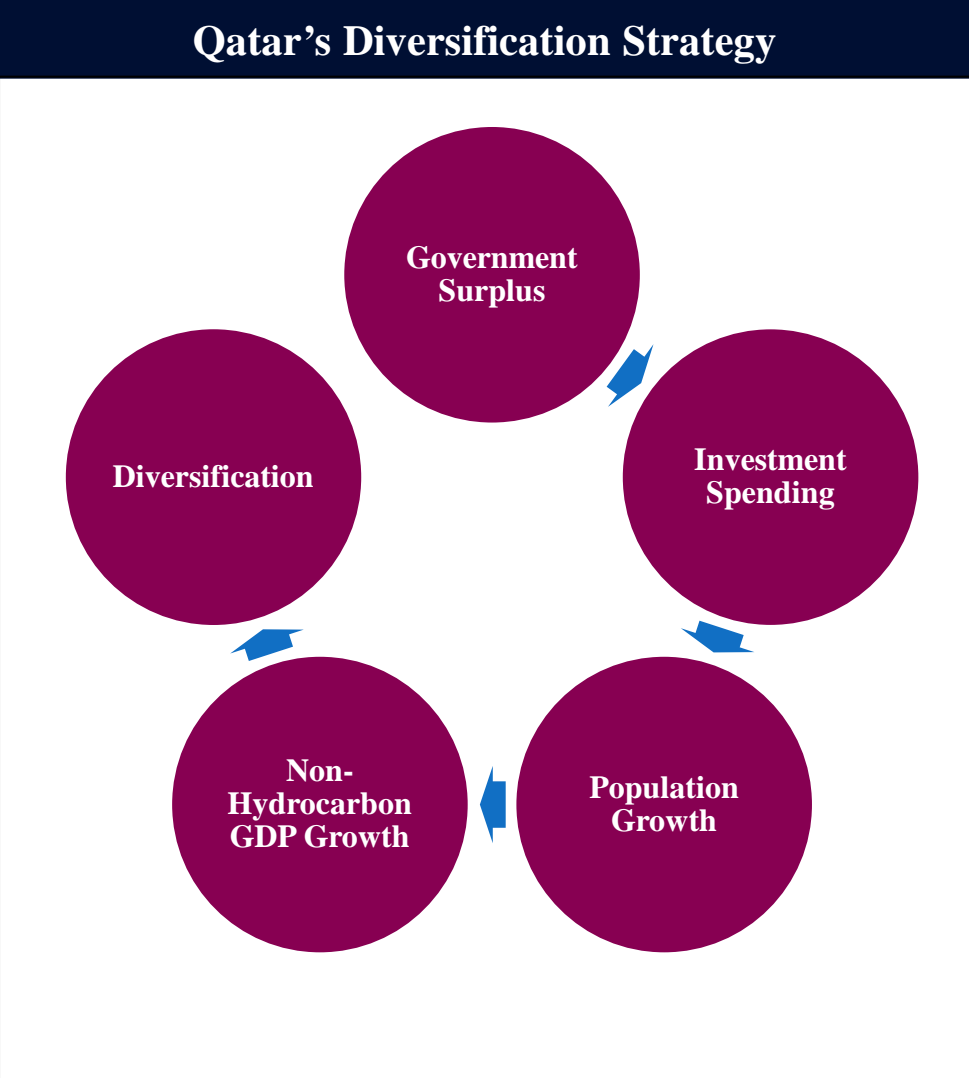 Qatar’s Diversification Strategy
Government
Surplus
Investment
Spending
Population
Growth
Non-
Hydrocarbon
GDP Growth
Diversification